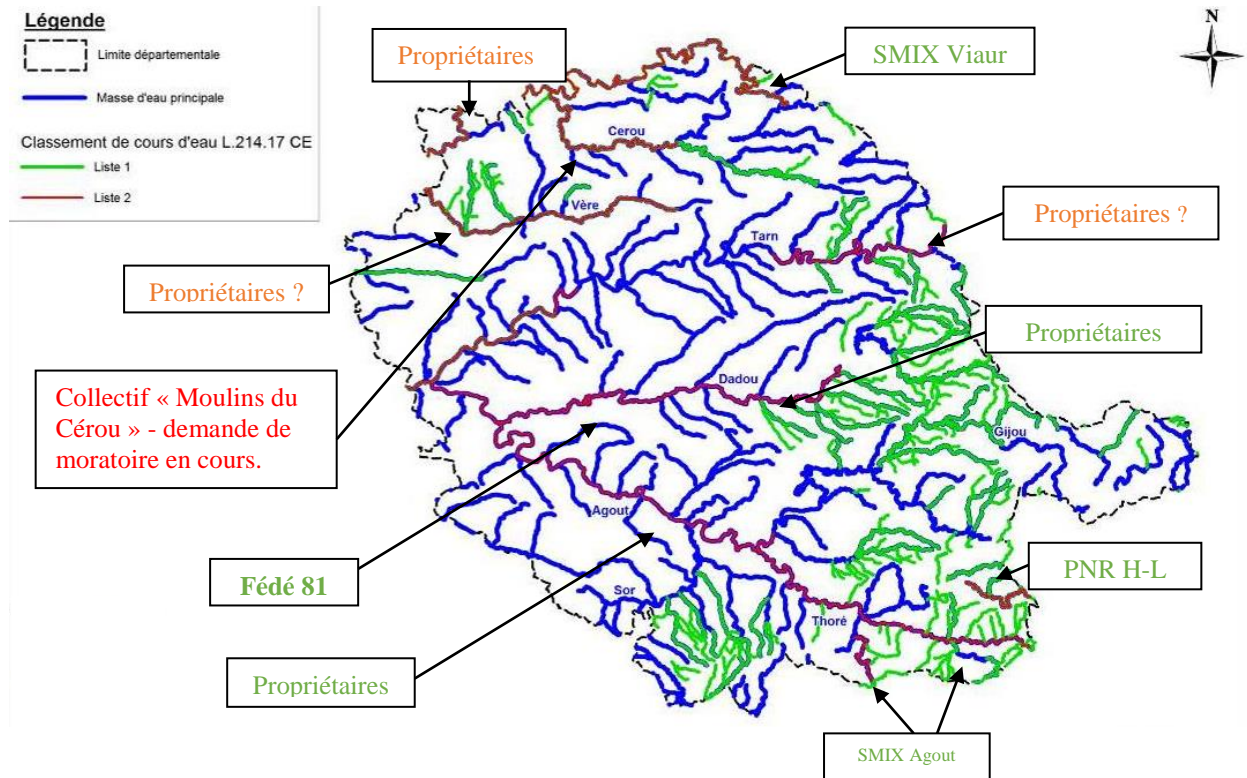 Légende
Limite départementale
Masse d'eau principale
Classement de cours d'eau L.214.17 CE
Liste 1
Liste 2
N
Propriétaires
SMIX Viaur
Cerou
Vère
Tarn
Propriétaires ?
Propriétaires ?
Propriétaires
Collectif « Moulins du
Cérou » - demande de
moratoire en cours.
Dadou
Gijou
Agout
Fédé 81
PNR H-L
Sor
Thoré
Propriétaires
SMIX Agout